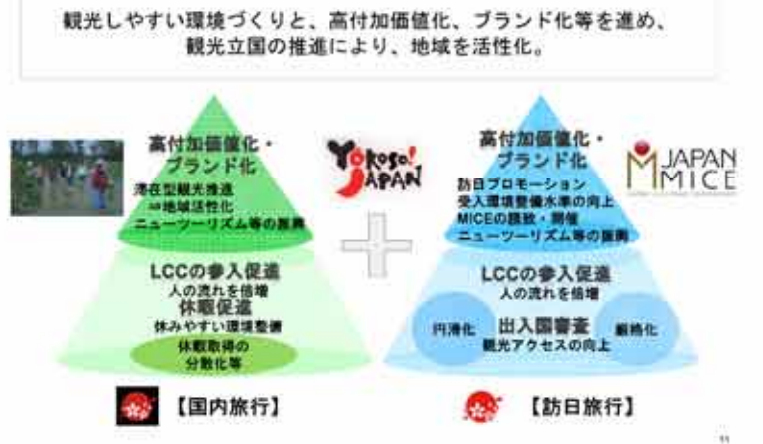 観光しやすい環境づくりと、高付加価値化、ブランド化等を進め、
観光立国の推進により、地域を活性化。
高付加価値化・
ブランド化
滞在型観光推進
⇒地域活性化
ニューツーリズム等の振興
LCCの参入促進
人の流れを倍増
休暇促進
休みやすい環境整備
休暇取得の
分散化等
【国内旅行】
Yokoso!
JAPAN
高付加価値化・
ブランド化
訪日プロモーション
受入環境整備水準の向上
MICEの誘致・開催
ニューツーリズム等の振興
JAPAN
MICE
LCCの参入促進
人の流れを倍増
円滑化
出入国審査
厳格化
観光アクセスの向上
【訪日旅行】
11